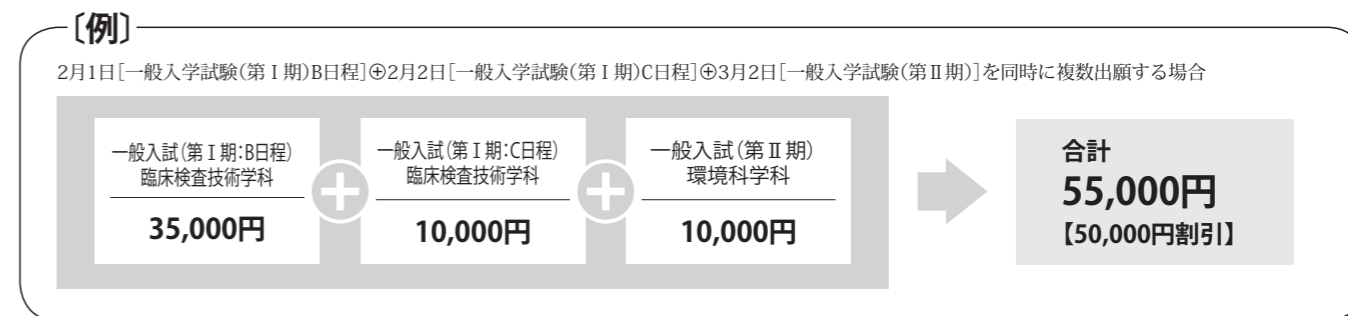 〔例〕
2月1日［一般入学試験(第Ⅰ期)B日程］⊕2月2日［一般入学試験(第Ⅰ期)C日程］⊕3月2日［一般入学試験(第Ⅱ期)］を同時に複数出願する場合
一般入試(第Ⅰ期:B日程)
臨床検査技術学科
35,000円
+
一般入試(第Ⅰ期:C日程)
臨床検査技術学科
10,000円
+
一般入試(第Ⅱ期)
環境科学科
10,000円
合計
55,000円
【50,000円割引】